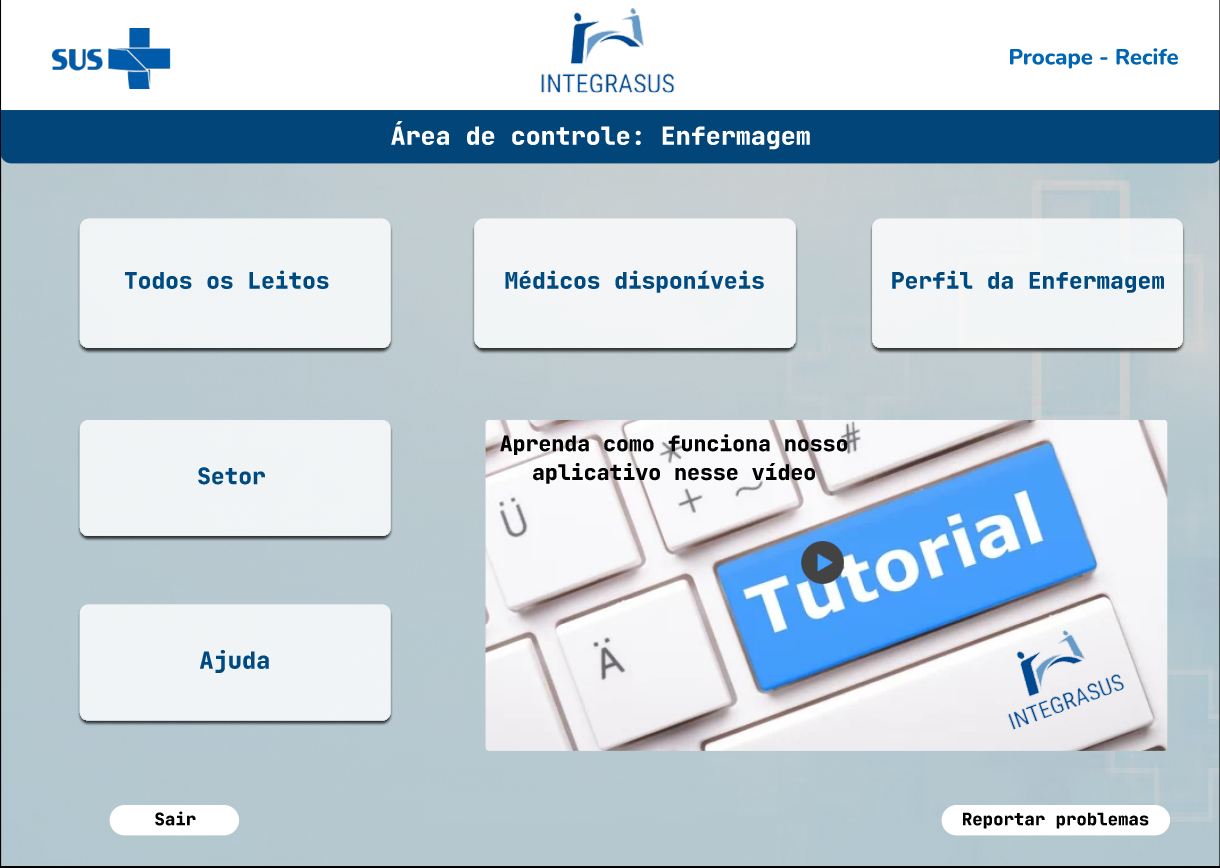 SUS
INTEGRASUS
Procape - Recife
Área de controle: Enfermagem
Todos os Leitos
Médicos disponíveis
Perfil da Enfermagem
Setor
Aprenda como funciona nosso
aplicativo nesse vídeo
#
*
+
~
Ü
Tutorial
Ä
INTEGRASUS
Ajuda
Sair
Reportar problemas